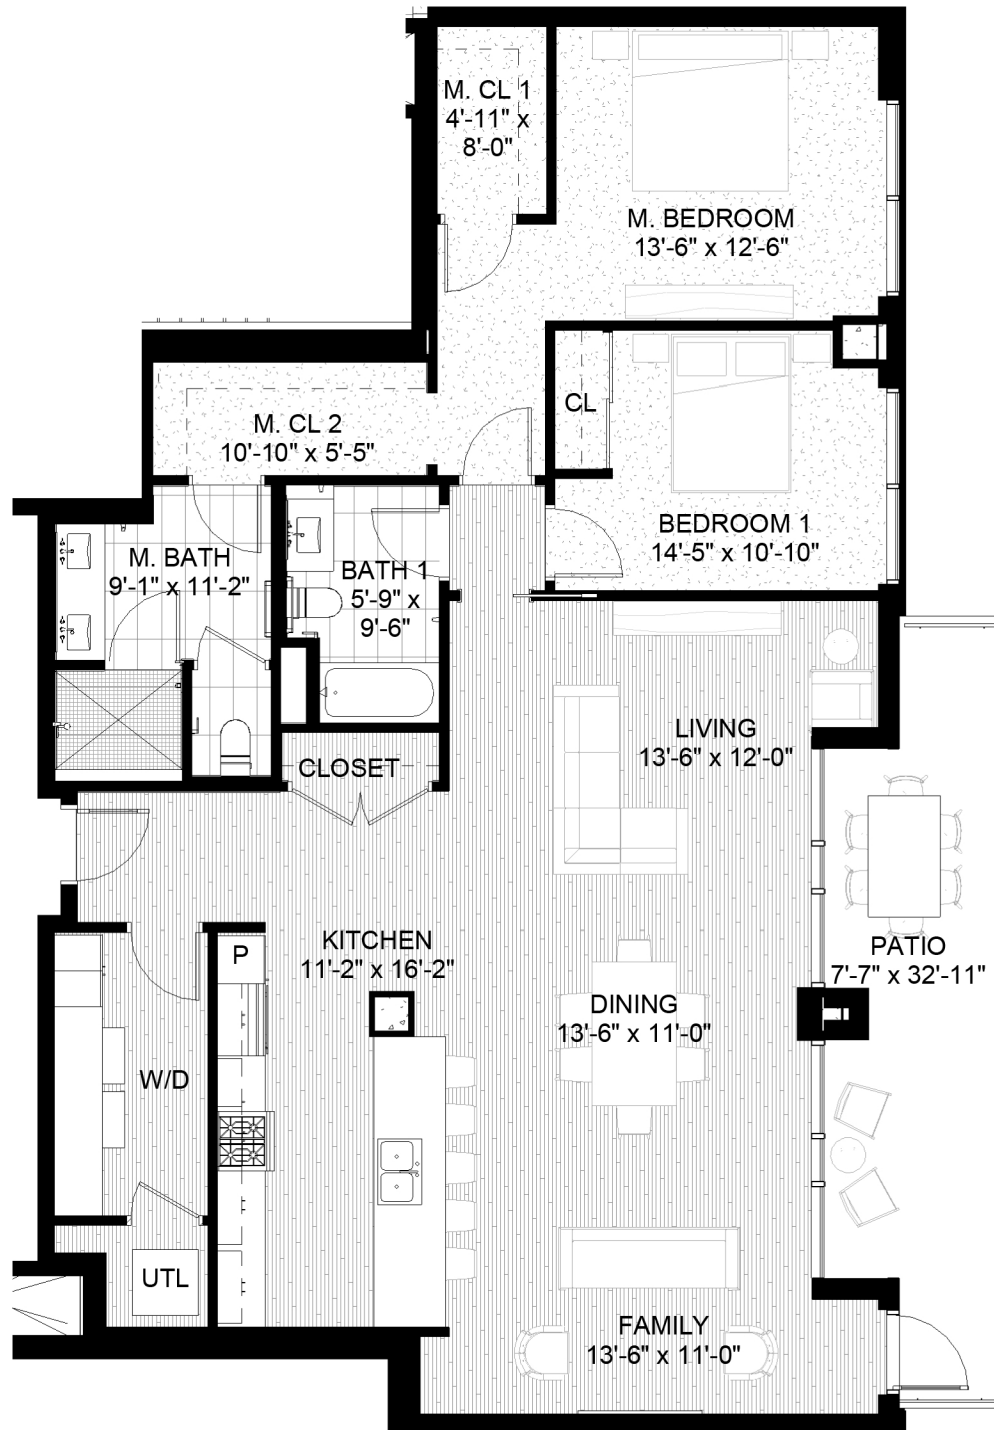 M. CL 1
4'-11" x
8'-0"
M. BEDROOM
13'-6" x 12'-6"
CL
M. CL 2
10'-10" x 5'-5"
BEDROOM 1
14'-5" x 10'-10"
M. BATH
9'-1" x 11'-2"
BATH 1
5'-9" x
9'-6"
LIVING
13'-6" x 12'-0"
CLOSET
KITCHEN
11'-2" x 16'-2"
P
PATIO
7'-7" x 32'-11"
DINING
13'-6" x 11'-0"
W/D
UTL
FAMILY
13'-6" x 11'-0"